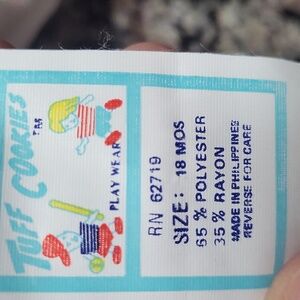 TUFF COOKIES
TM
PLAY WEAR
RN 62719
SIZE: 18 MOS
65% POLYESTER
35% RAYON
MADE IN PHILIPPINES
REVERSE FOR CARE